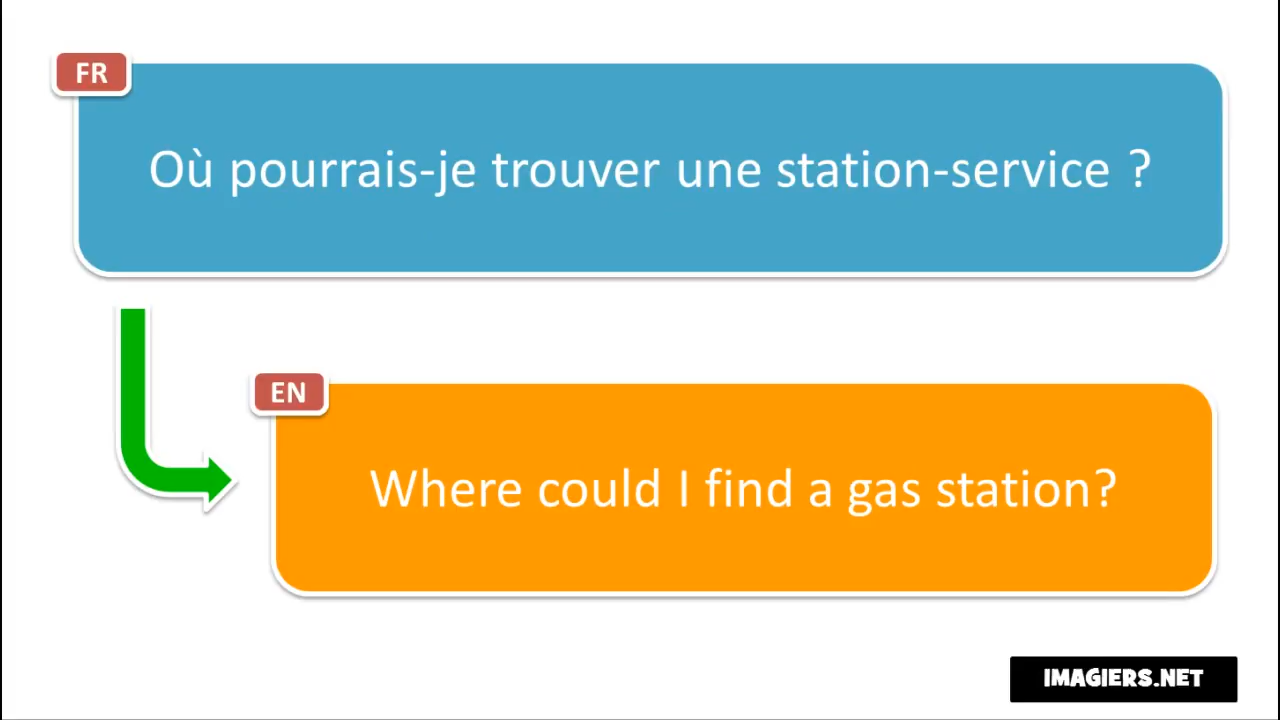 FR
Où pourrais-je trouver une station-service ?
EN
Where could I find a gas station?
IMAGIERS.NET